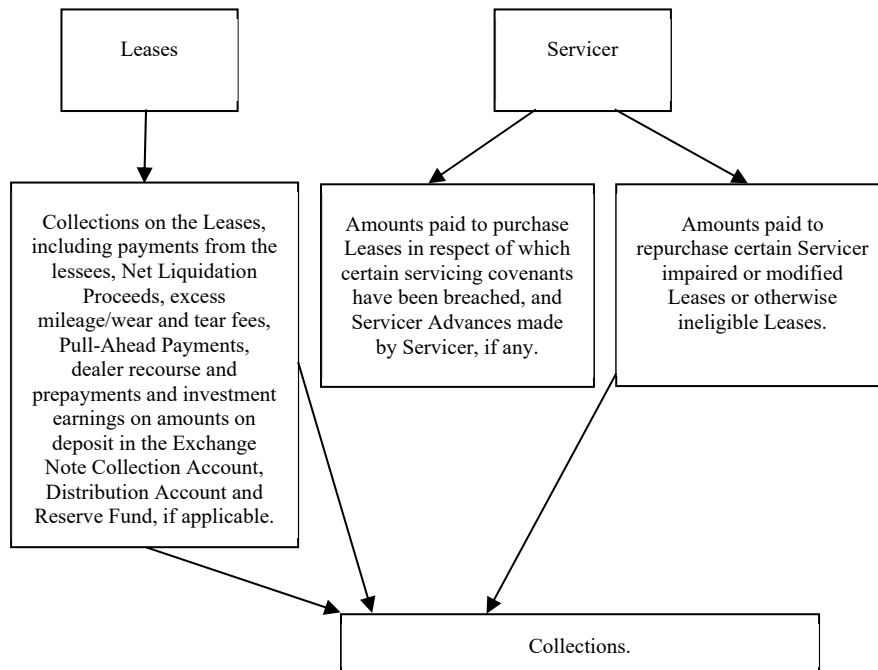 Leases
Servicer
Collections on the Leases,
including payments from the
lessees, Net Liquidation
Proceeds, excess
mileage/wear and tear fees,
Pull-Ahead Payments,
dealer recourse and
prepayments and investment
earnings on amounts on
deposit in the Exchange
Note Collection Account,
Distribution Account and
Reserve Fund, if applicable.
Amounts paid to purchase
Leases in respect of which
certain servicing covenants
have been breached, and
Servicer Advances made
by Servicer, if any.
Amounts paid to
repurchase certain Servicer
impaired or modified
Leases or otherwise
ineligible Leases.
Collections.